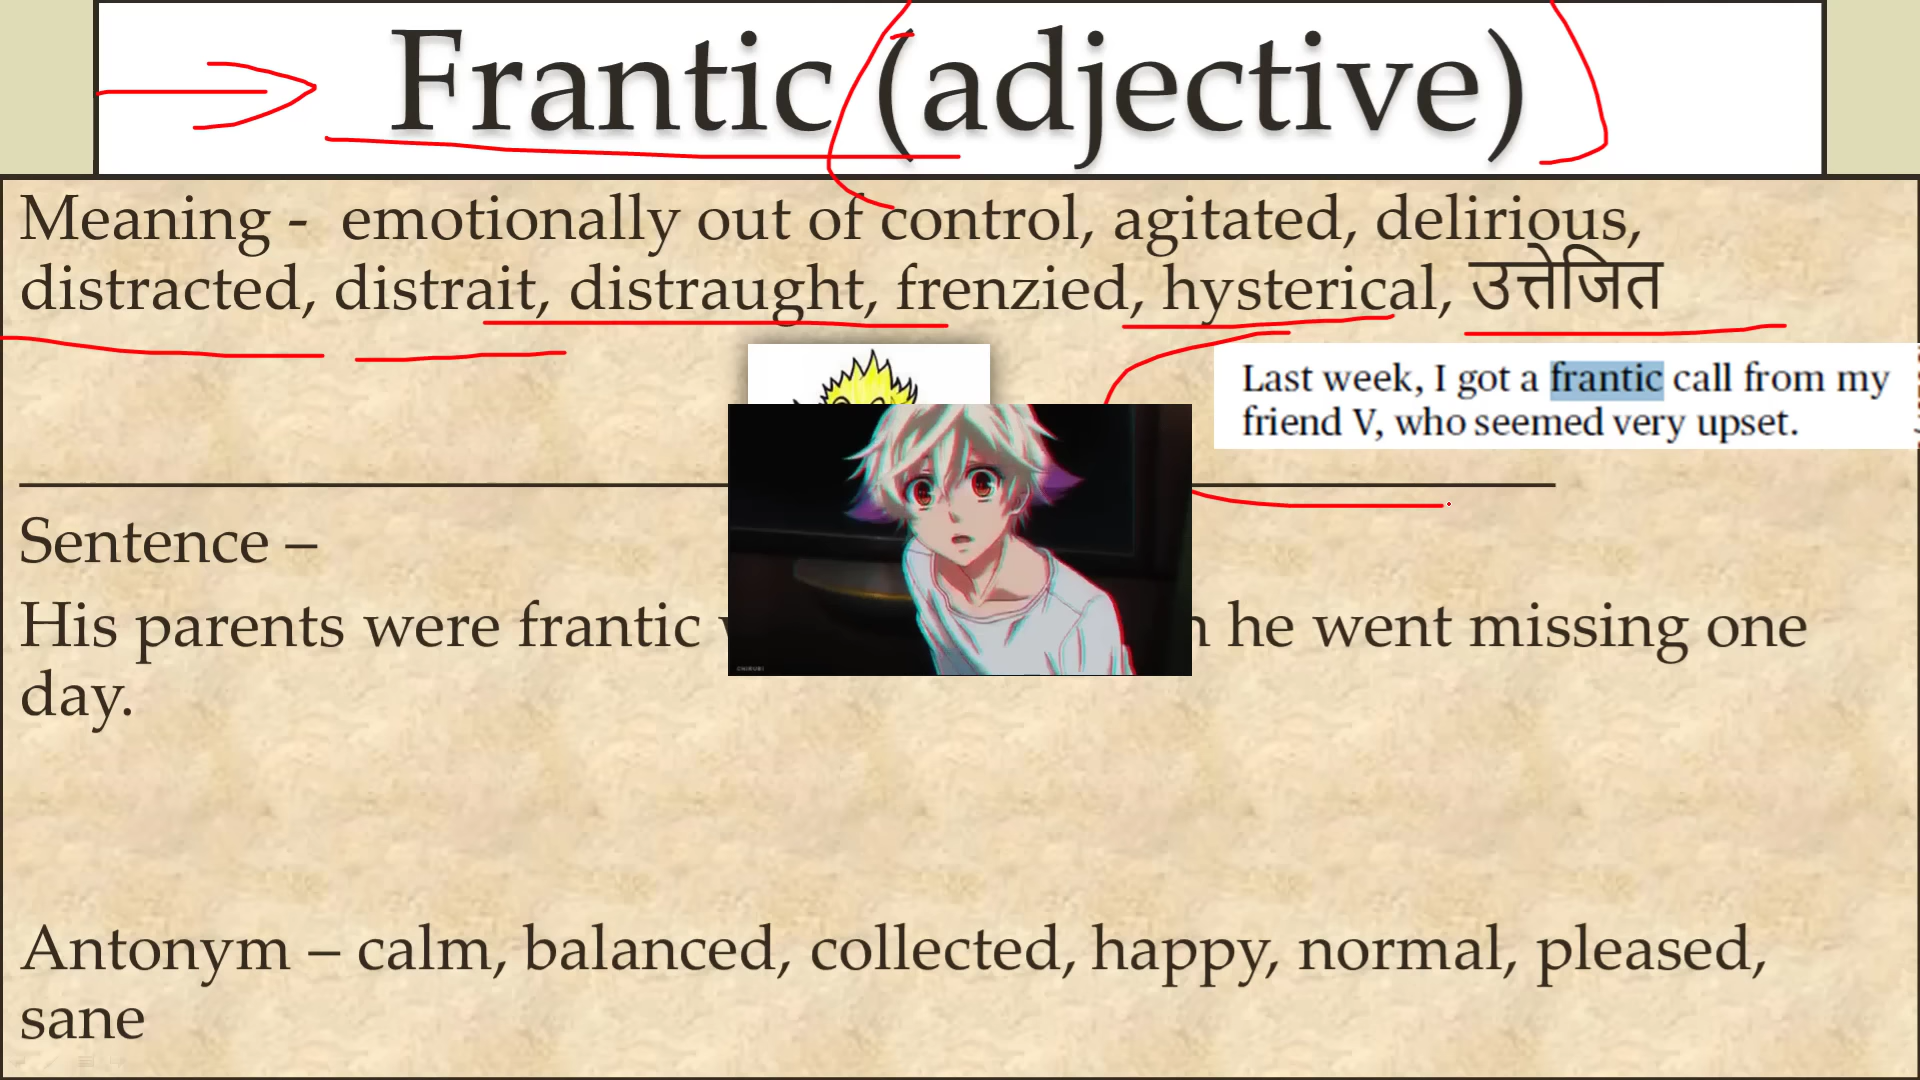 Frantic (adjective)
Meaning - emotionally out of control, agitated, delirious,
distracted, distrait, distraught, frenzied, hysterical, उत्तेजित
Last week, I got a frantic call from my
friend V, who seemed very upset.
Sentence –
His parents were frantic he went missing one
day.
Antonym – calm, balanced, collected, happy, normal, pleased,
sane